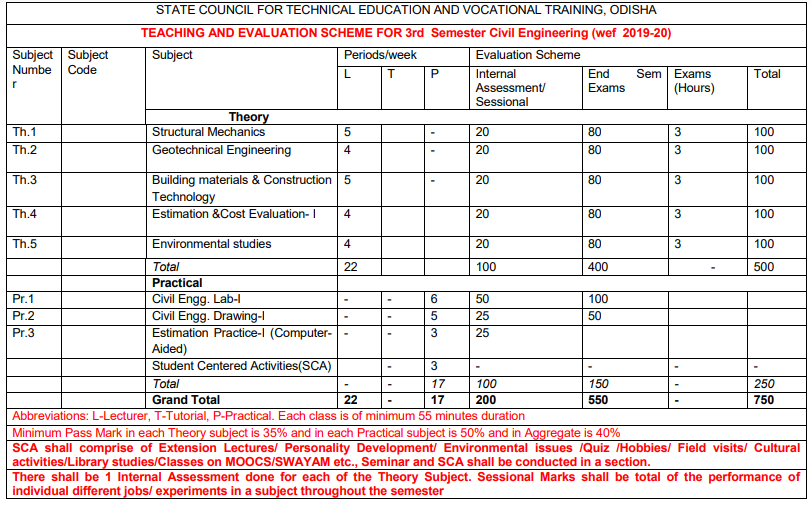 STATE COUNCIL FOR TECHNICAL EDUCATION AND VOCATIONAL TRAINING, ODISHA
TEACHING AND EVALUATION SCHEME FOR 3rd Semester Civil Engineering (wef 2019-20)
Subject Numbe r Subject Code Subject Periods/week Evaluation Scheme
L T P Internal Assessment/ Sessional End Sem Exams Exams (Hours) Total
Theory
Th.1 Structural Mechanics 5 - 20 80 3 100
Th.2 Geotechnical Engineering 4 - 20 80 3 100
Th.3 Building materials & Construction Technology 5 - 20 80 3 100
Th.4 Estimation &Cost Evaluation- I 4 20 80 3 100
Th.5 Environmental studies 4 20 80 3 100
Total 22 100 400 - 500
Practical
Pr.1 Civil Engg. Lab-I - - 6 50 100
Pr.2 Civil Engg. Drawing-I - - 5 25 50
Pr.3 Estimation Practice-I (Computer-Aided) - - 3 25
Student Centered Activities(SCA) - 3 - - - -
Total - - 17 100 150 - 250
Grand Total 22 - 17 200 550 - 750
Abbreviations: L-Lecturer, T-Tutorial, P-Practical. Each class is of minimum 55 minutes duration
Minimum Pass Mark in each Theory subject is 35% and in each Practical subject is 50% and in Aggregate is 40%
SCA shall comprise of Extension Lectures/ Personality Development/ Environmental issues /Quiz /Hobbies/ Field visits/ Cultural
activities/Library studies/Classes on MOOCS/SWAYAM etc., Seminar and SCA shall be conducted in a section.
There shall be 1 Internal Assessment done for each of the Theory Subject. Sessional Marks shall be total of the performance of
individual different jobs/ experiments in a subject throughout the semester